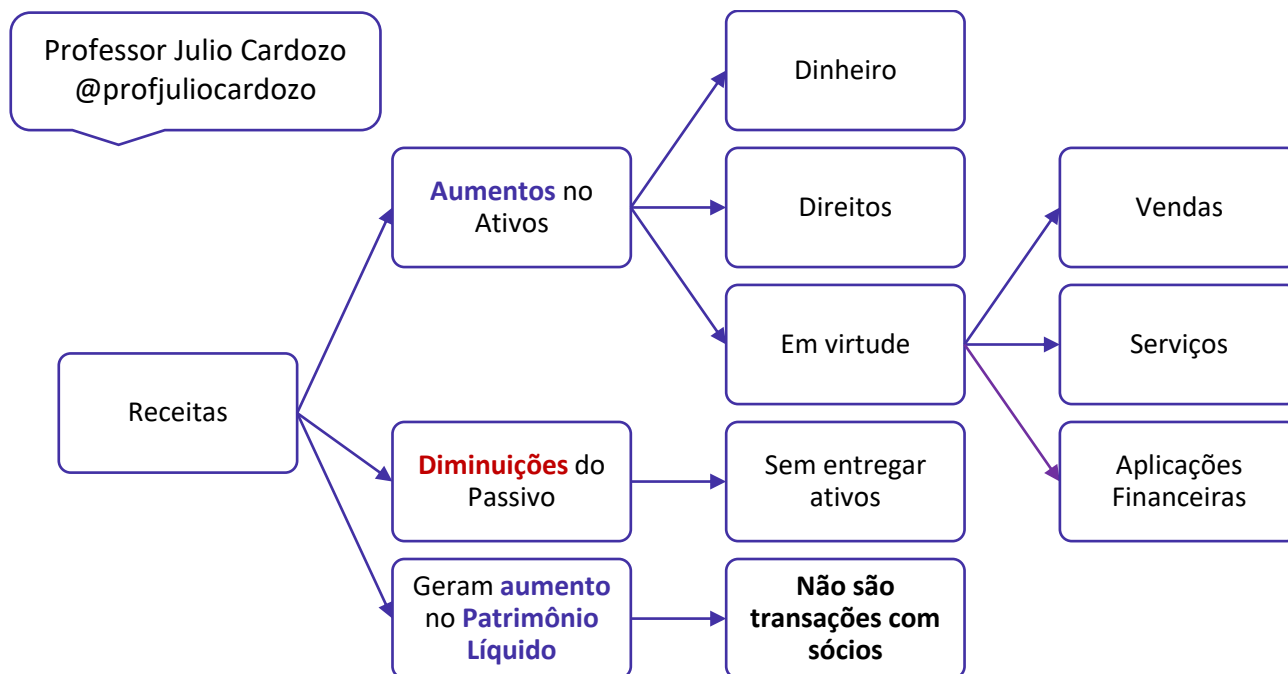 Professor Julio Cardozo
@profjuliocardozo
Dinheiro
Aumentos no
Ativos
Direitos
Vendas
Em virtude
Serviços
Receitas
Diminuições do
Passivo
Sem entregar
ativos
Aplicações
Financeiras
Geram aumento
no Patrimônio
Líquido
Não são
transações com
sócios